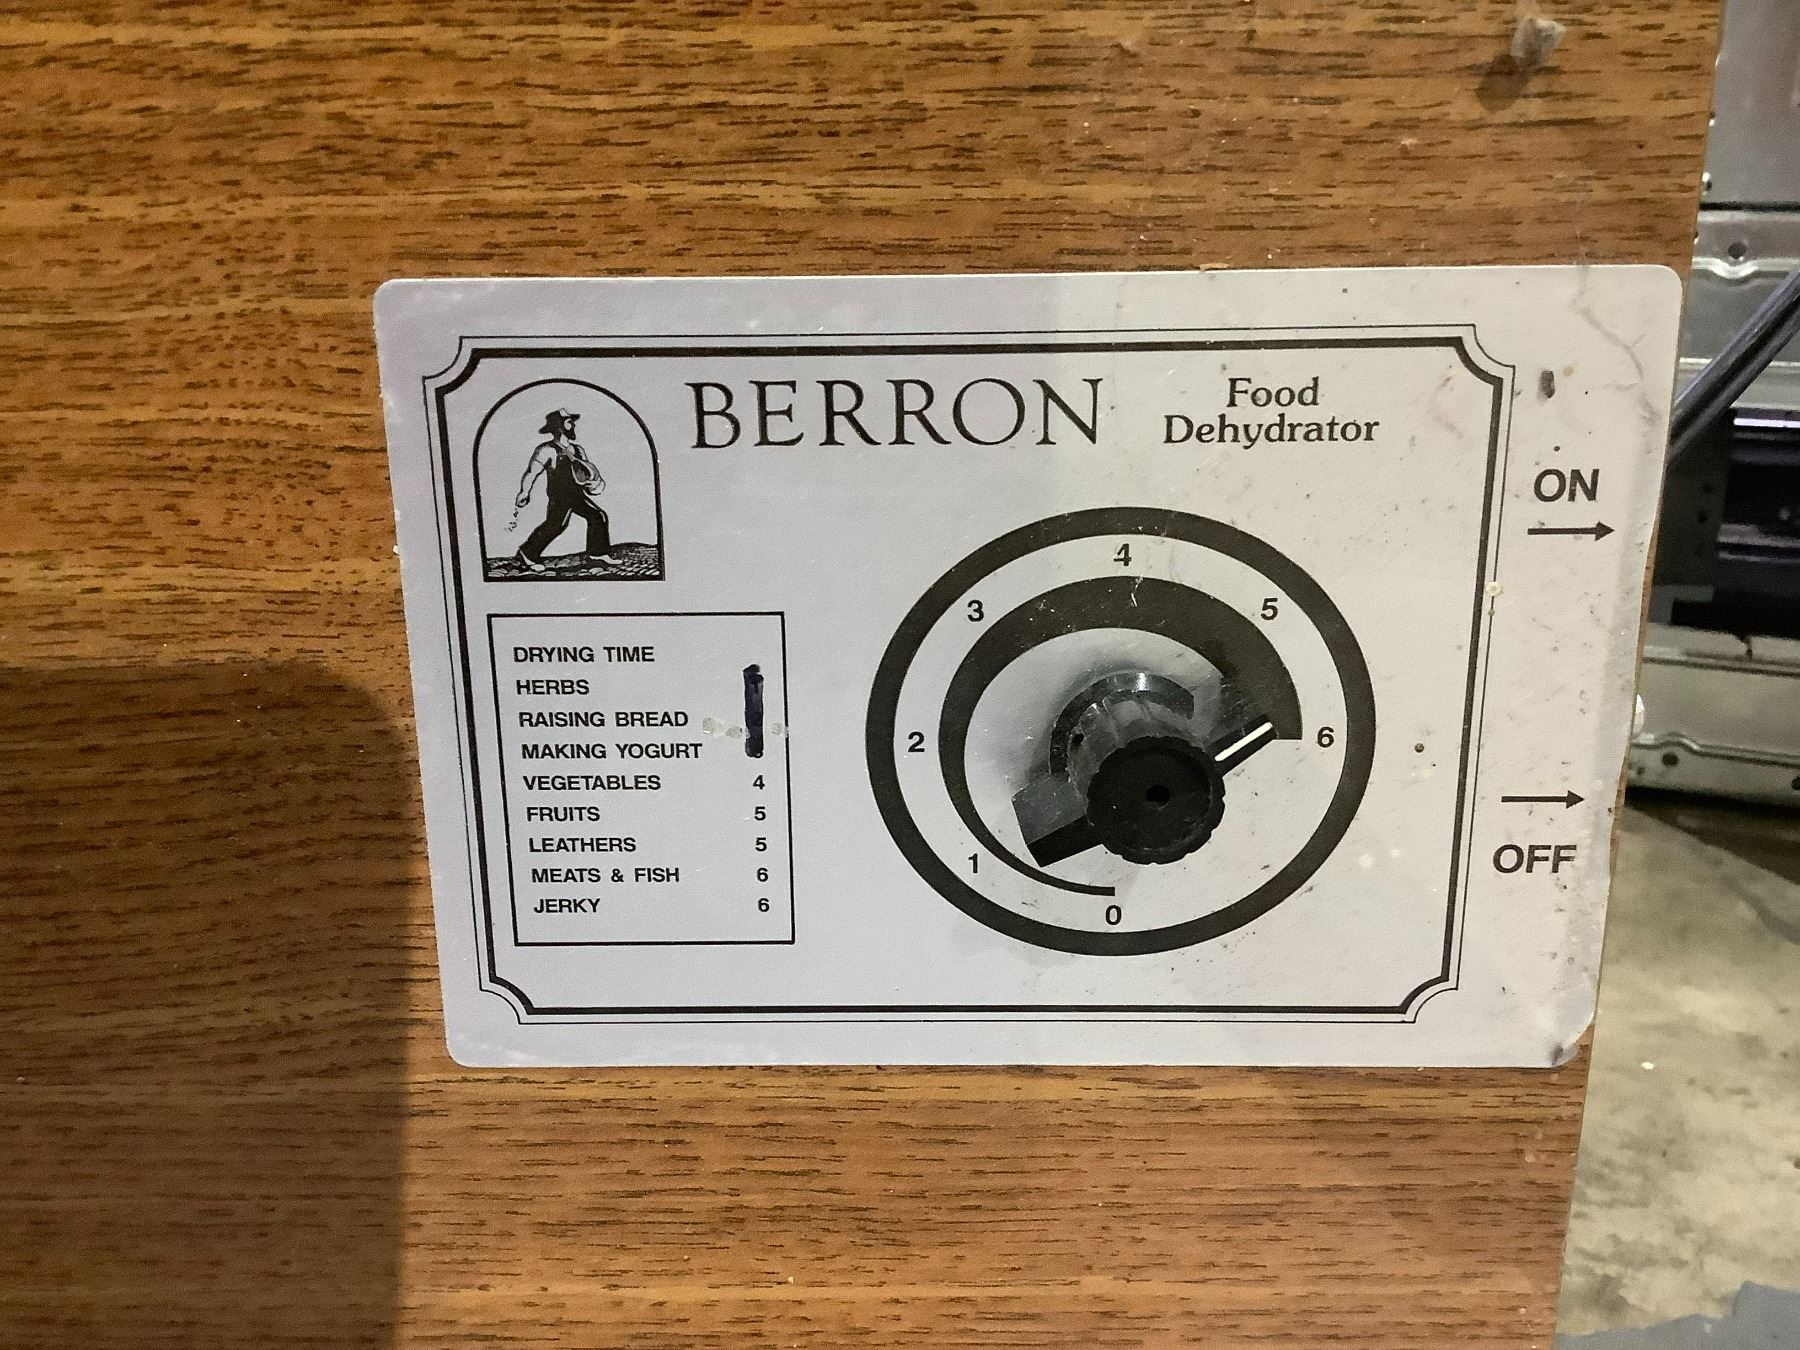 BERRON
Food
Dehydrator
ON
DRYING TIME
HERBS
RAISING BREAD
MAKING YOGURT
VEGETABLES 4
FRUITS 5
LEATHERS 5
MEATS & FISH 6
JERKY 6
0
1
2
3
4
5
6
OFF